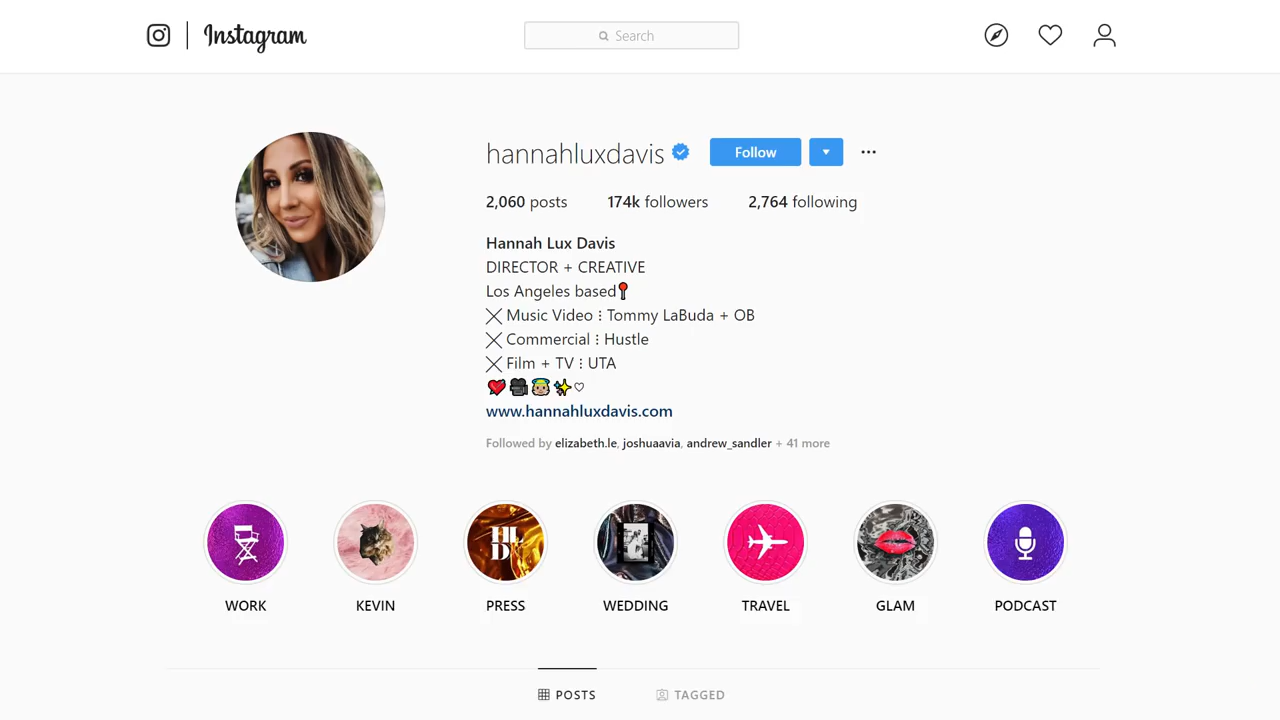 Instagram
Search
hannahluxdavis
Follow
2,060 posts 174k followers 2,764 following
Hannah Lux Davis
DIRECTOR + CREATIVE
Los Angeles based📍
╳ Music Video ⁝ Tommy LaBuda + OB
╳ Commercial ⁝ Hustle
╳ Film + TV ⁝ UTA
💘🎥👼🏼✨♡
www.hannahluxdavis.com
Followed by elizabeth.le, joshuaavia, andrew_sandler + 41 more
HLD
WORK KEVIN PRESS WEDDING TRAVEL GLAM PODCAST
POSTS TAGGED